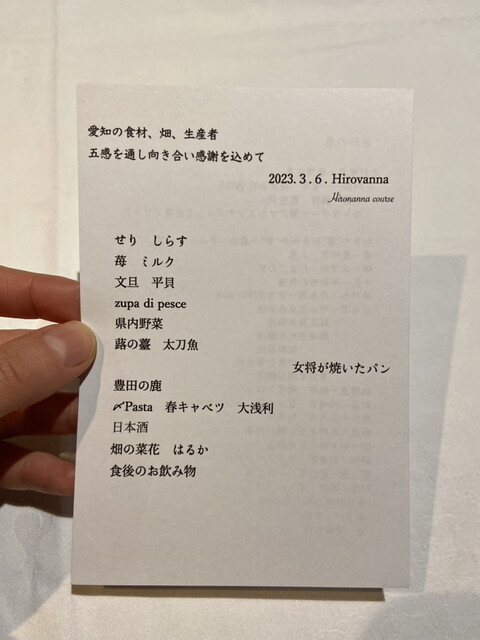 愛知の食材、畑、生産者
五感を通し向き合い感謝を込めて
2023.3.6. Hirovanna
Hironanna course
せり　しらす
苺　ミルク
文旦　平貝
zupa di pesce
県内野菜
蕗の薹　太刀魚
女将が焼いたパン
豊田の鹿
〆Pasta　春キャベツ　大浅利
日本酒
畑の菜花　はるか
食後のお飲み物